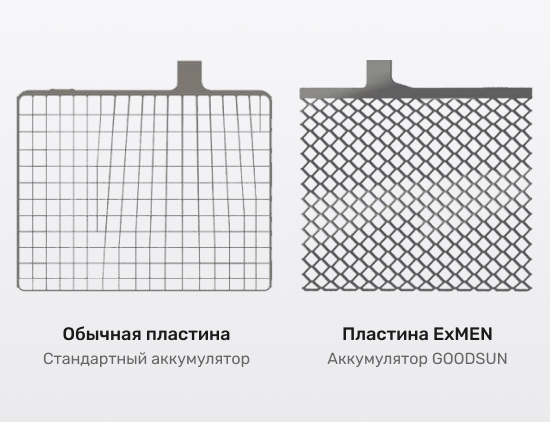 Обычная пластина
Стандартный аккумулятор
Пластина ExMEN
Аккумулятор GOODSUN